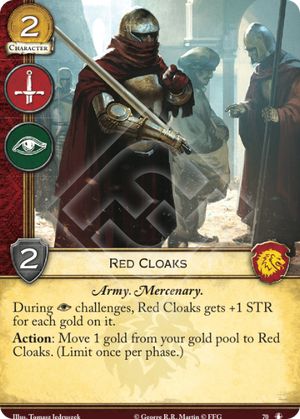 2
CHARACTER
2
RED CLOAKS
Army. Mercenary.
During challenges, Red Cloaks gets +1 STR
for each gold on it.
Action: Move 1 gold from your gold pool to Red
Cloaks. (Limit once per phase.)
Illus. Tomasz Jedruszek © George R.R. Martin © FFG 78